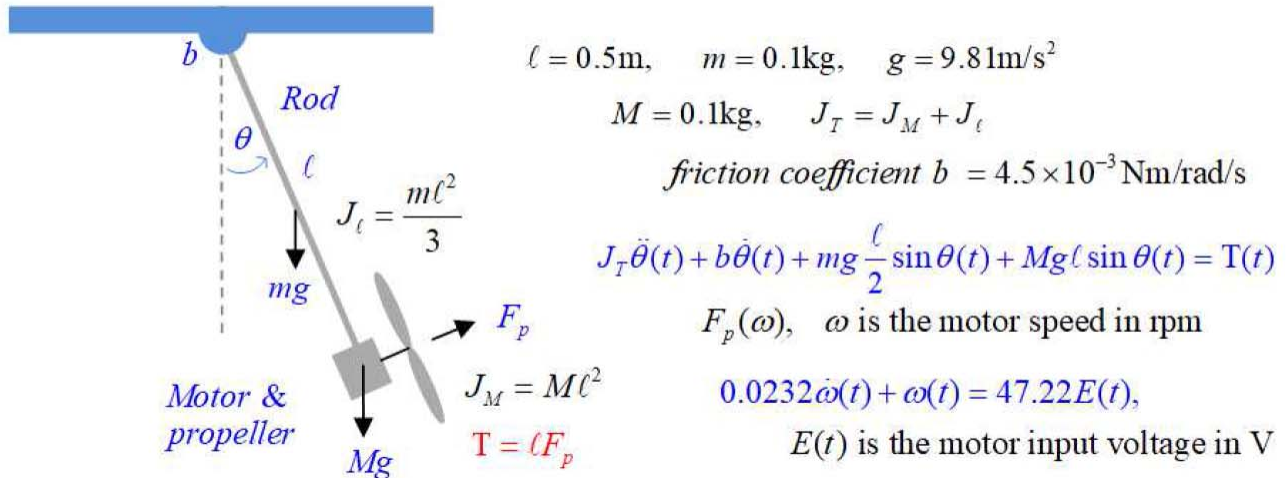 b
Rod
θ
ℓ
J_ℓ = mℓ²/3
mg
F_p
Motor &
propeller
J_M = Mℓ²
T = ℓF_p
Mg
ℓ = 0.5m, m = 0.1kg, g = 9.81m/s²
M = 0.1kg, J_T = J_M + J_ℓ
friction coefficient b = 4.5×10⁻³ Nm/rad/s
J_T θ̈(t) + bθ̇(t) + mg ℓ/2 sin θ(t) + Mgℓ sin θ(t) = T(t)
F_p(ω), ω is the motor speed in rpm
0.0232ω̇(t) + ω(t) = 47.22E(t),
E(t) is the motor input voltage in V